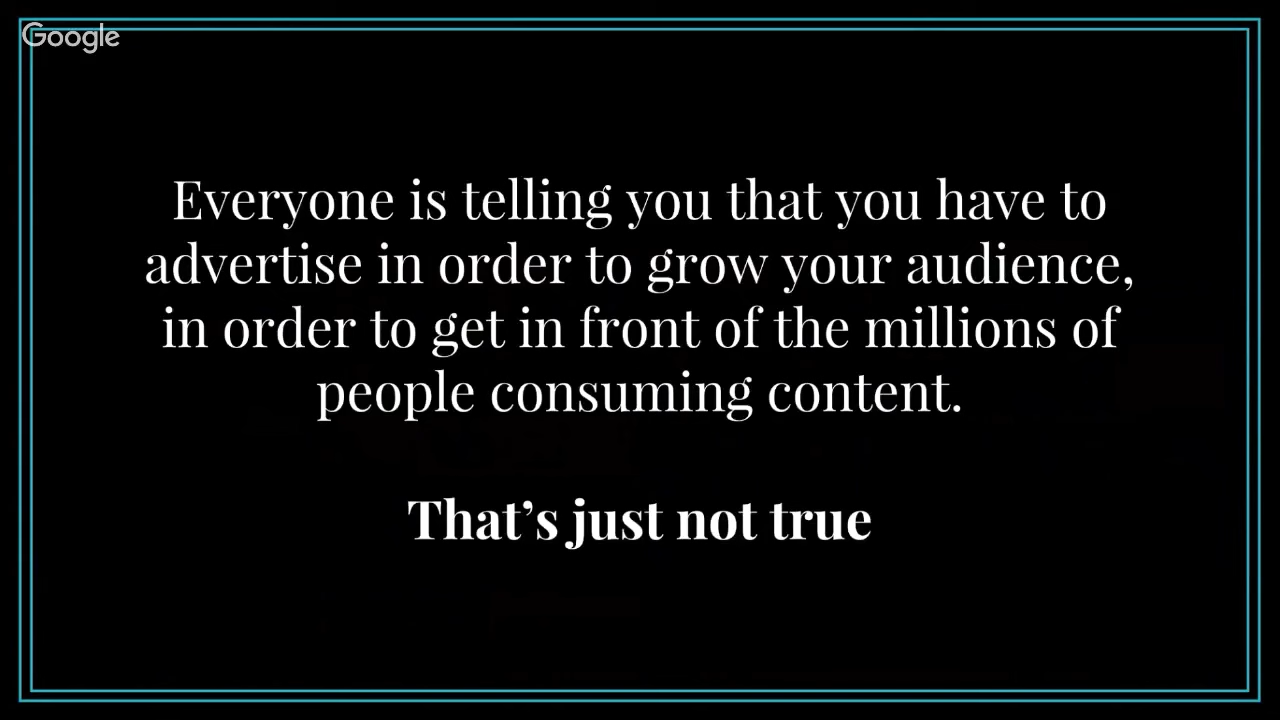 Google
Everyone is telling you that you have to
advertise in order to grow your audience,
in order to get in front of the millions of
people consuming content.
That’s just not true